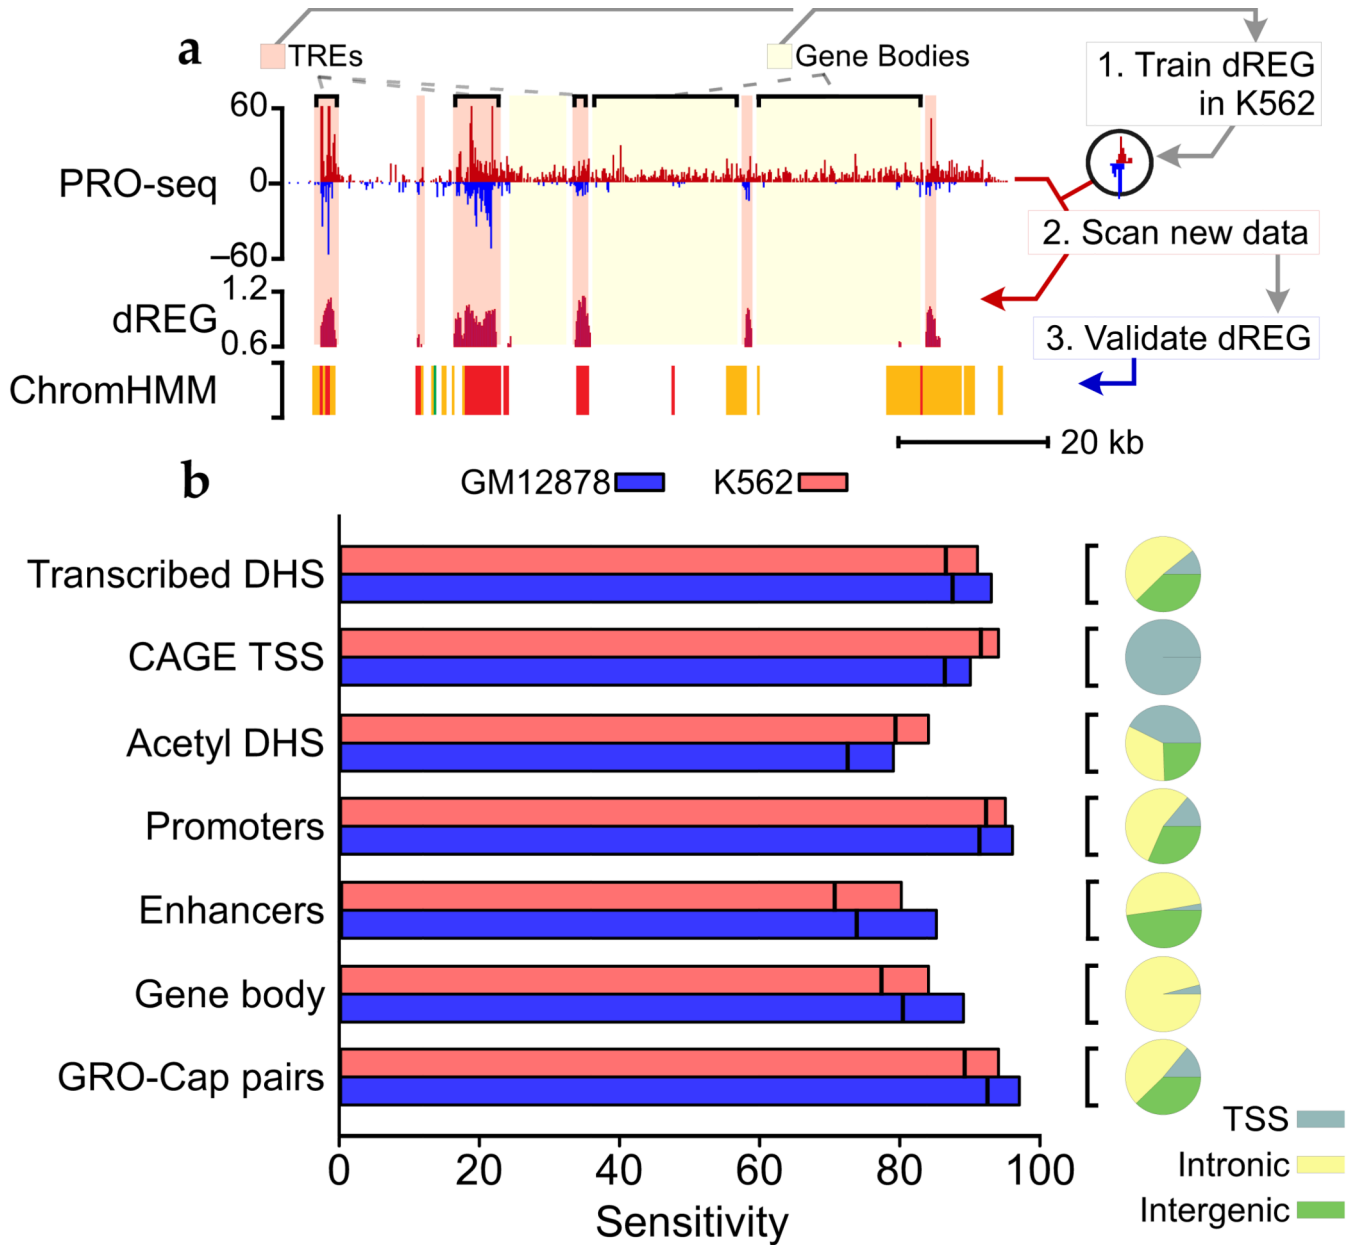 a
TREs
Gene Bodies
1. Train dREG
in K562
60
PRO-seq
0
–60
2. Scan new data
1.2
dREG
0.6
3. Validate dREG
ChromHMM
20 kb
b
GM12878
K562
Transcribed DHS
CAGE TSS
Acetyl DHS
Promoters
Enhancers
Gene body
GRO-Cap pairs
TSS
Intronic
Intergenic
0 20 40 60 80 100
Sensitivity